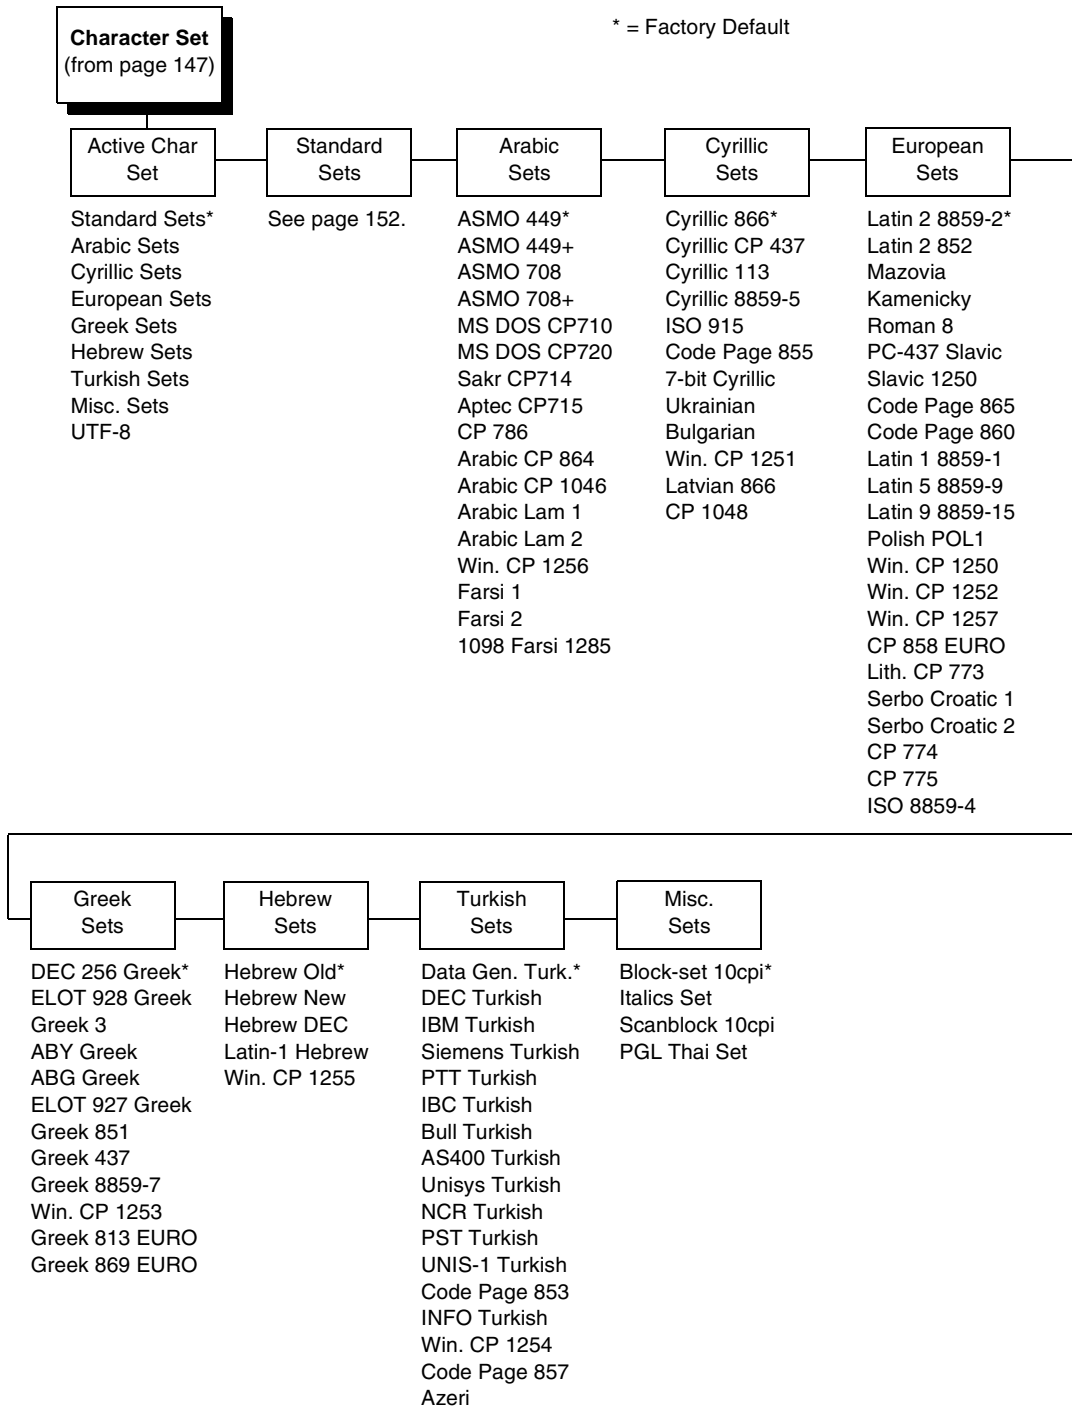 Character Set
(from page 147)
* = Factory Default
Active Char
Set
Standard Sets*
Arabic Sets
Cyrillic Sets
European Sets
Greek Sets
Hebrew Sets
Turkish Sets
Misc. Sets
UTF-8
Standard
Sets
See page 152.
Arabic
Sets
ASMO 449*
ASMO 449+
ASMO 708
ASMO 708+
MS DOS CP710
MS DOS CP720
Sakr CP714
Aptec CP715
CP 786
Arabic CP 864
Arabic CP 1046
Arabic Lam 1
Arabic Lam 2
Win. CP 1256
Farsi 1
Farsi 2
1098 Farsi 1285
Cyrillic
Sets
Cyrillic 866*
Cyrillic CP 437
Cyrillic 113
Cyrillic 8859-5
ISO 915
Code Page 855
7-bit Cyrillic
Ukrainian
Bulgarian
Win. CP 1251
Latvian 866
CP 1048
European
Sets
Latin 2 8859-2*
Latin 2 852
Mazovia
Kamenicky
Roman 8
PC-437 Slavic
Slavic 1250
Code Page 865
Code Page 860
Latin 1 8859-1
Latin 5 8859-9
Latin 9 8859-15
Polish POL1
Win. CP 1250
Win. CP 1252
Win. CP 1257
CP 858 EURO
Lith. CP 773
Serbo Croatic 1
Serbo Croatic 2
CP 774
CP 775
ISO 8859-4
Greek
Sets
DEC 256 Greek*
ELOT 928 Greek
Greek 3
ABY Greek
ABG Greek
ELOT 927 Greek
Greek 851
Greek 437
Greek 8859-7
Win. CP 1253
Greek 813 EURO
Greek 869 EURO
Hebrew
Sets
Hebrew Old*
Hebrew New
Hebrew DEC
Latin-1 Hebrew
Win. CP 1255
Turkish
Sets
Data Gen. Turk.*
DEC Turkish
IBM Turkish
Siemens Turkish
PTT Turkish
IBC Turkish
Bull Turkish
AS400 Turkish
Unisys Turkish
NCR Turkish
PST Turkish
UNIS-1 Turkish
Code Page 853
INFO Turkish
Win. CP 1254
Code Page 857
Azeri
Misc.
Sets
Block-set 10cpi*
Italics Set
Scanblock 10cpi
PGL Thai Set